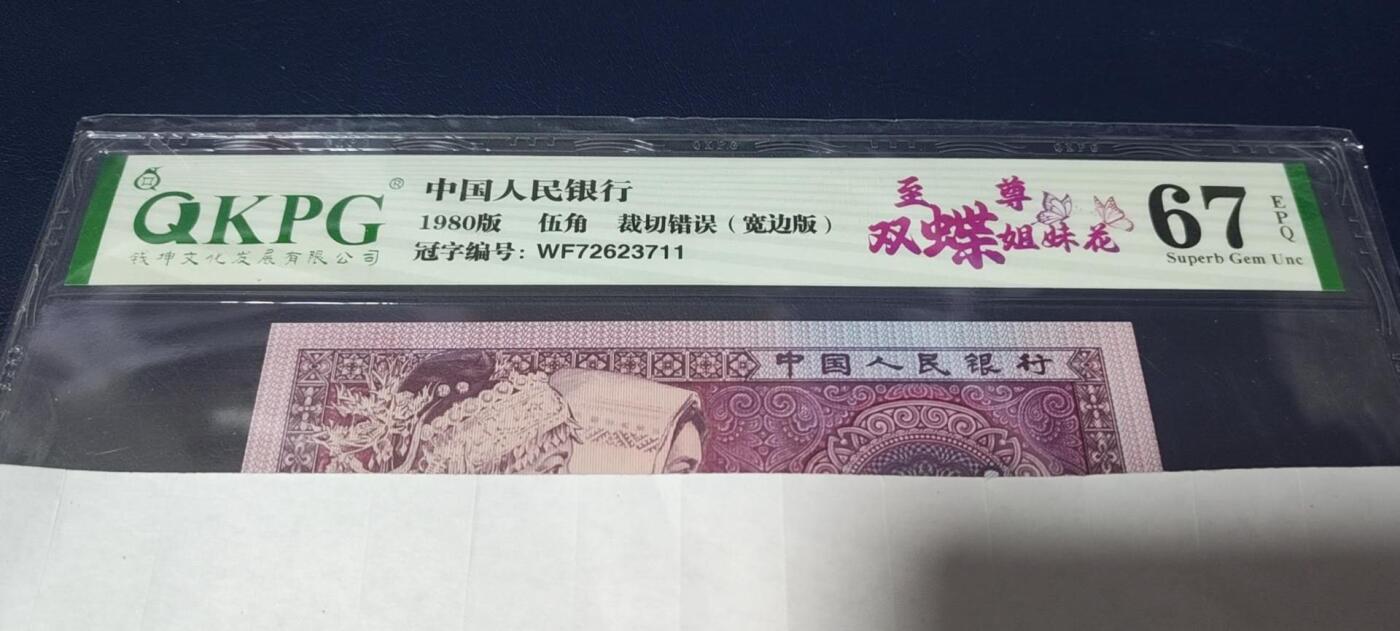 QKPG®
钱坤文化发展有限公司
中国人民银行
1980版 伍角 裁切错误(宽边版)
冠字编号: WF72623711
至尊
双蝶姐妹花
67
EPQ
Superb Gem Unc
中国人民银行